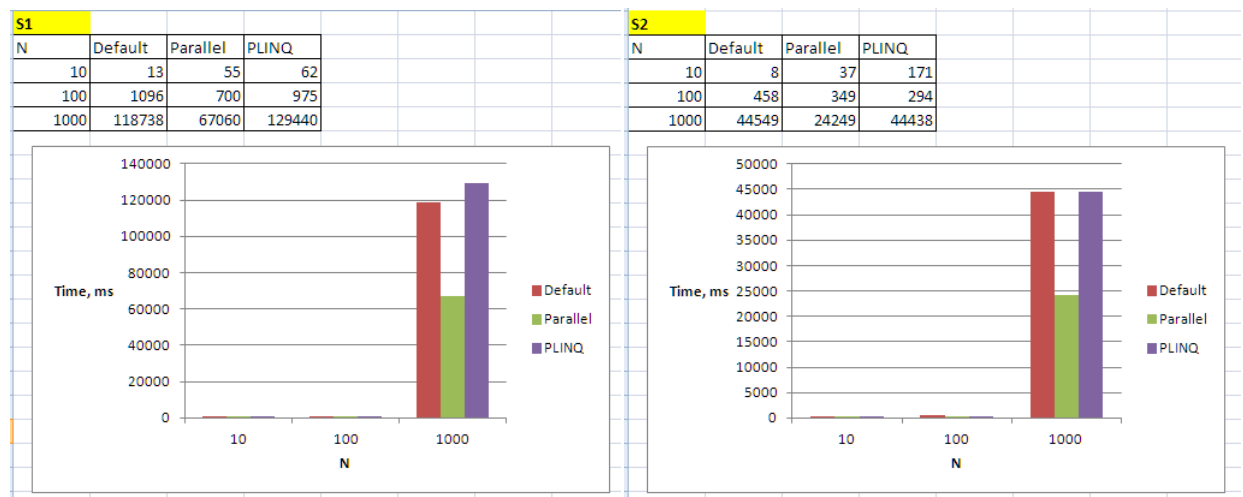 S1
N Default Parallel PLINQ
10 13 55 62
100 1096 700 975
1000 118738 67060 129440
140000
120000
100000
80000
Time, ms
60000
40000
20000
0
10 100 1000
N
Default
Parallel
PLINQ
S2
N Default Parallel PLINQ
10 8 37 171
100 458 349 294
1000 44549 24249 44438
50000
45000
40000
35000
30000
Time, ms 25000
20000
15000
10000
5000
0
10 100 1000
N
Default
Parallel
PLINQ